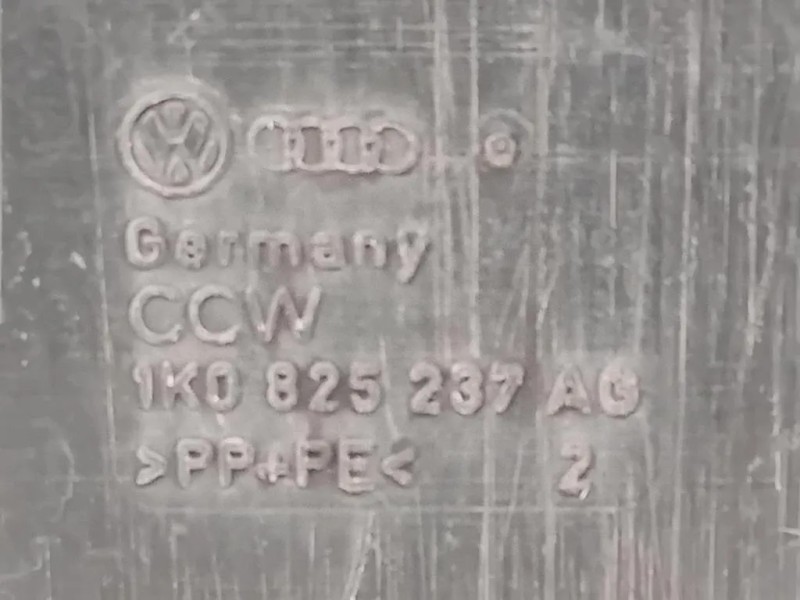 Germany
CCW
1K0 825 237 AG
>PP+PE< 2